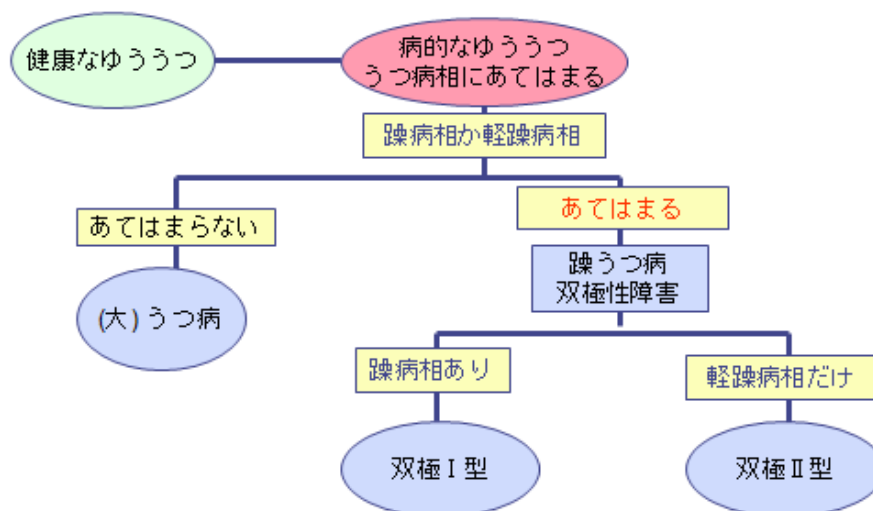 健康なゆううつ
病的なゆううつ
うつ病相にあてはまる
躁病相か軽躁病相
あてはまらない
あてはまる
(大)うつ病
躁うつ病
双極性障害
躁病相あり
軽躁病相だけ
双極Ⅰ型
双極Ⅱ型